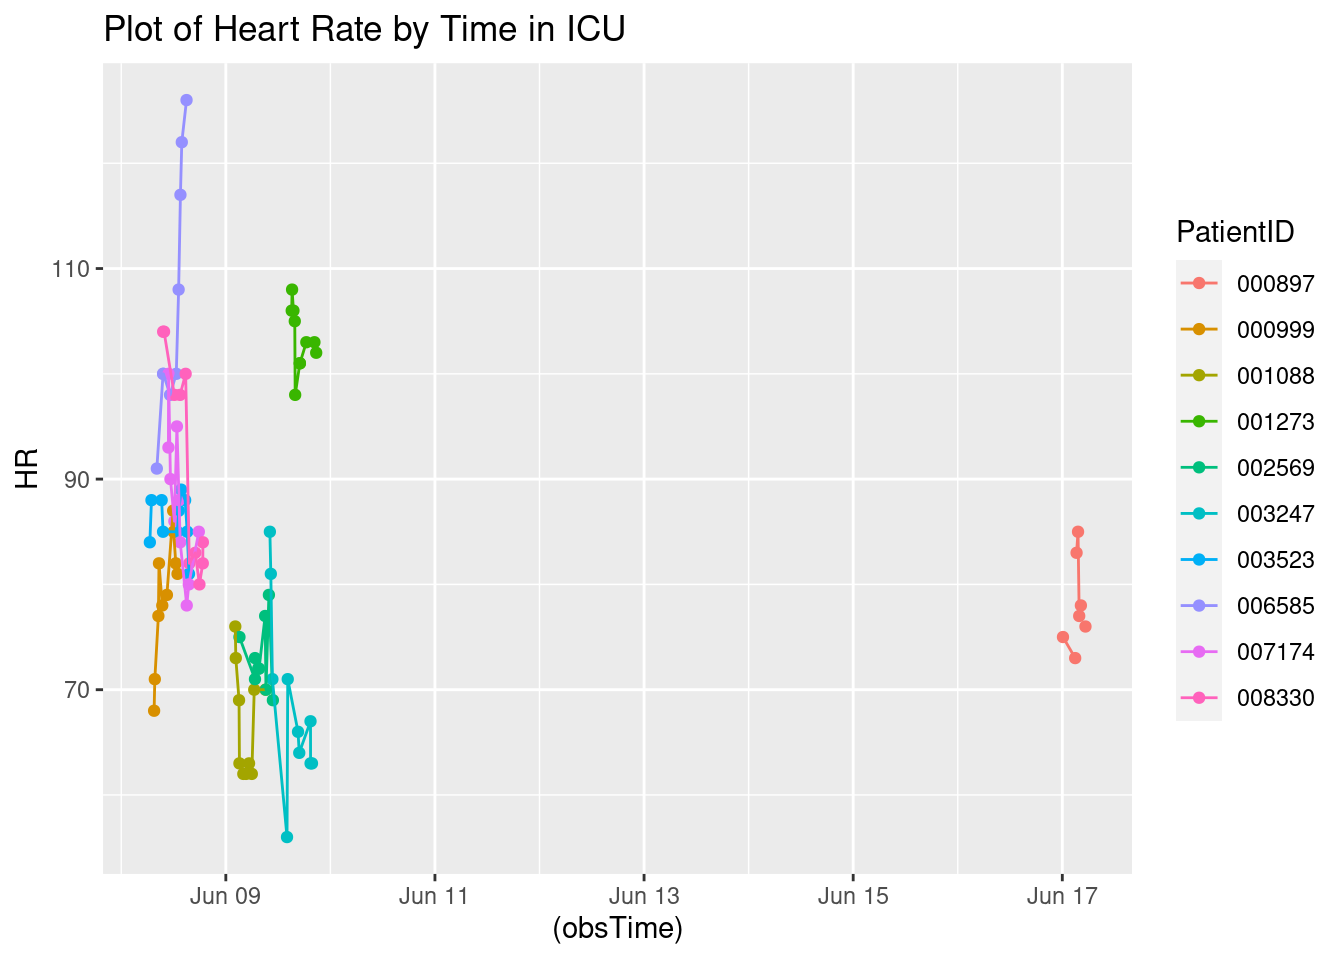 Plot of Heart Rate by Time in ICU
110
90
70
HR
Jun 09
Jun 11
Jun 13
Jun 15
Jun 17
(obsTime)
PatientID
000897
000999
001088
001273
002569
003247
003523
006585
007174
008330